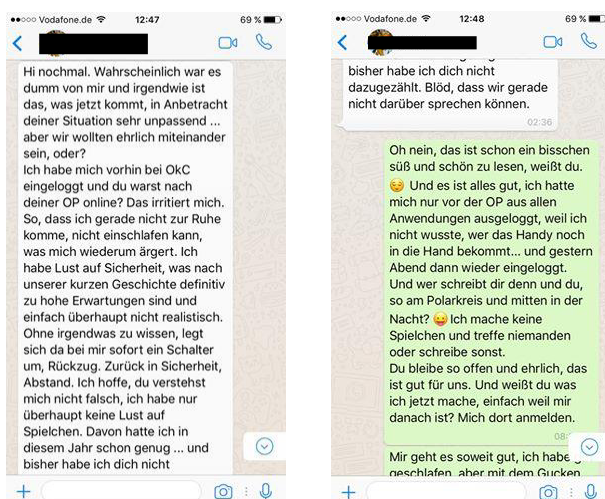 Vodafone.de 12:47 69 %
Hi nochmal. Wahrscheinlich war es
dumm von mir und irgendwie ist
das, was jetzt kommt, in Anbetracht
deiner Situation sehr unpassend ...
aber wir wollten ehrlich miteinander
sein, oder?
Ich habe mich vorhin bei OkC
eingeloggt und du warst nach
deiner OP online? Das irritiert mich.
So, dass ich gerade nicht zur Ruhe
komme, nicht einschlafen kann,
was mich wiederum ärgert. Ich
habe Lust auf Sicherheit, was nach
unserer kurzen Geschichte definitiv
zu hohe Erwartungen sind und
einfach überhaupt nicht realistisch.
Ohne irgendwas zu wissen, legt
sich da bei mir sofort ein Schalter
um, Rückzug. Zurück in Sicherheit,
Abstand. Ich hoffe, du verstehst
mich nicht falsch, ich habe nur
überhaupt keine Lust auf
Spielchen. Davon hatte ich in
diesem Jahr schon genug ... und
bisher habe ich dich nicht
Vodafone.de 12:48 69 %
bisher habe ich dich nicht
dazugezählt. Blöd, dass wir gerade
nicht darüber sprechen können.
02:36
Oh nein, das ist schon ein bisschen
süß und schön zu lesen, weißt du.
😌 Und es ist alles gut, ich hatte
mich nur vor der OP aus allen
Anwendungen ausgeloggt, weil ich
nicht wusste, wer das Handy noch
in die Hand bekommt... und gestern
Abend dann wieder eingeloggt.
Und wer schreibt dir denn und du,
so am Polarkreis und mitten in der
Nacht? 😛 Ich mache keine
Spielchen und treffe niemanden
oder schreibe sonst.
Du bleibe so offen und ehrlich, das
ist gut für uns. Und weißt du was
ich jetzt mache, einfach weil mir
danach ist? Mich dort anmelden.
08:
Mir geht es soweit gut, ich habe
geschlafen, aber mit dem Gucken